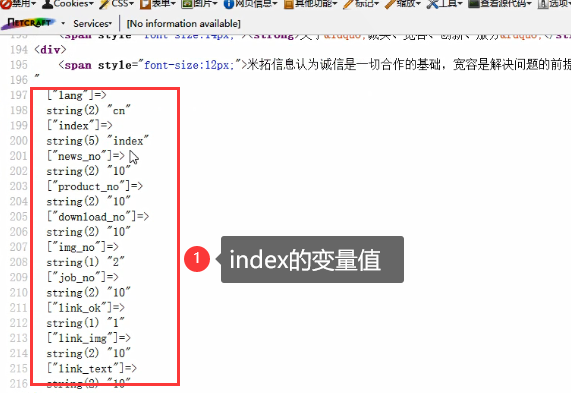 禁用▾ Cookies▾ CSS▾ 表单▾ 图片▾ 网页信息▾ 其他功能▾ 标记▾ 缩放▾ 工具▾ 查看源代码▾ 选项
NETCRAFT Services▾ [No information available]
194 <div>
195 <span style="font-size:12px;">米拓信息认为诚信是一切合作的基础，宽容是解决问题的前提
196 "
197 ["lang"]=>
198 string(2) "cn"
199 ["index"]=>
200 string(5) "index"
201 ["news_no"]=>
202 string(2) "10"
203 ["product_no"]=>
204 string(2) "10"
205 ["download_no"]=>
206 string(2) "10"
207 ["img_no"]=>
208 string(1) "2"
209 ["job_no"]=>
210 string(2) "10"
211 ["link_ok"]=>
212 string(1) "1"
213 ["link_img"]=>
214 string(2) "10"
215 ["link_text"]=>
216 string(2) "10"
1 index的变量值